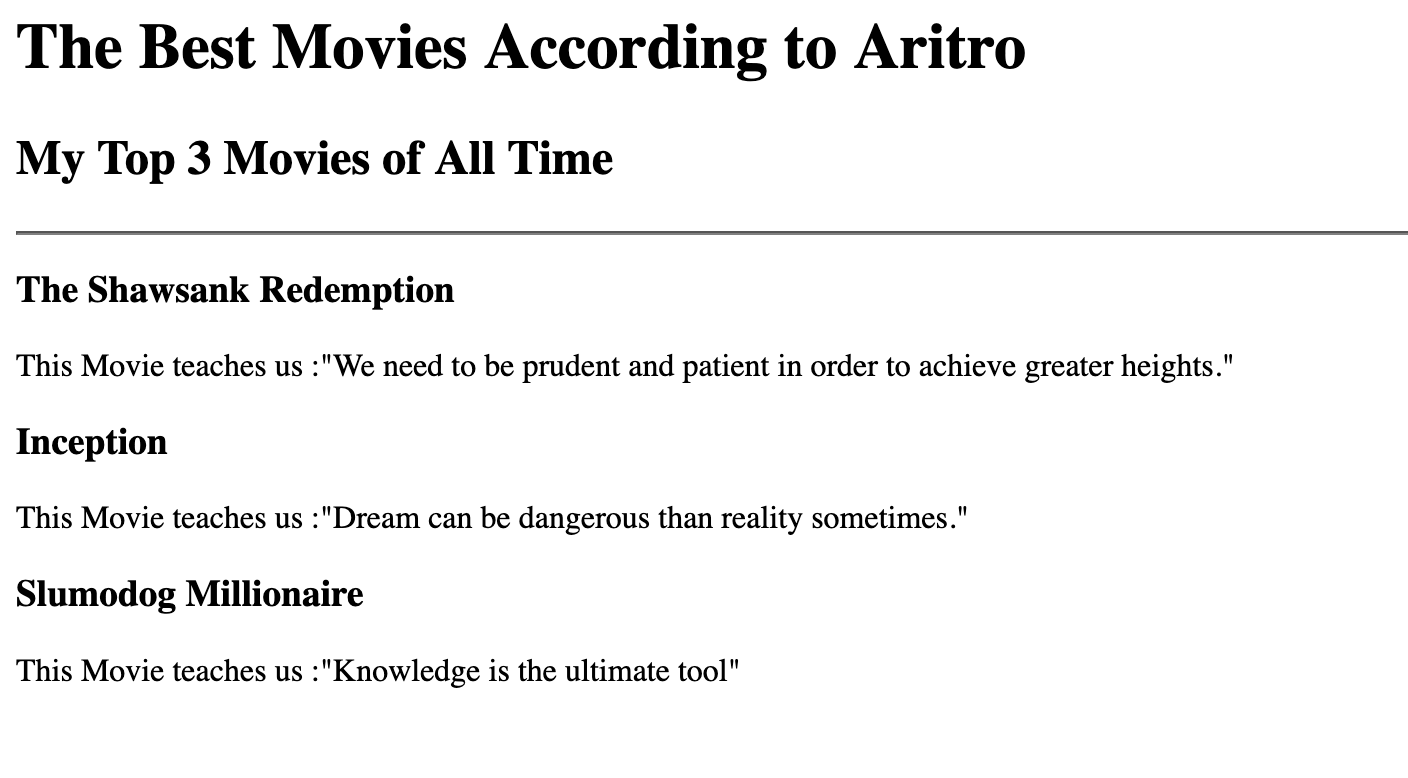 The Best Movies According to Aritro
My Top 3 Movies of All Time
The Shawsank Redemption
This Movie teaches us :"We need to be prudent and patient in order to achieve greater heights."
Inception
This Movie teaches us :"Dream can be dangerous than reality sometimes."
Slumodog Millionaire
This Movie teaches us :"Knowledge is the ultimate tool"